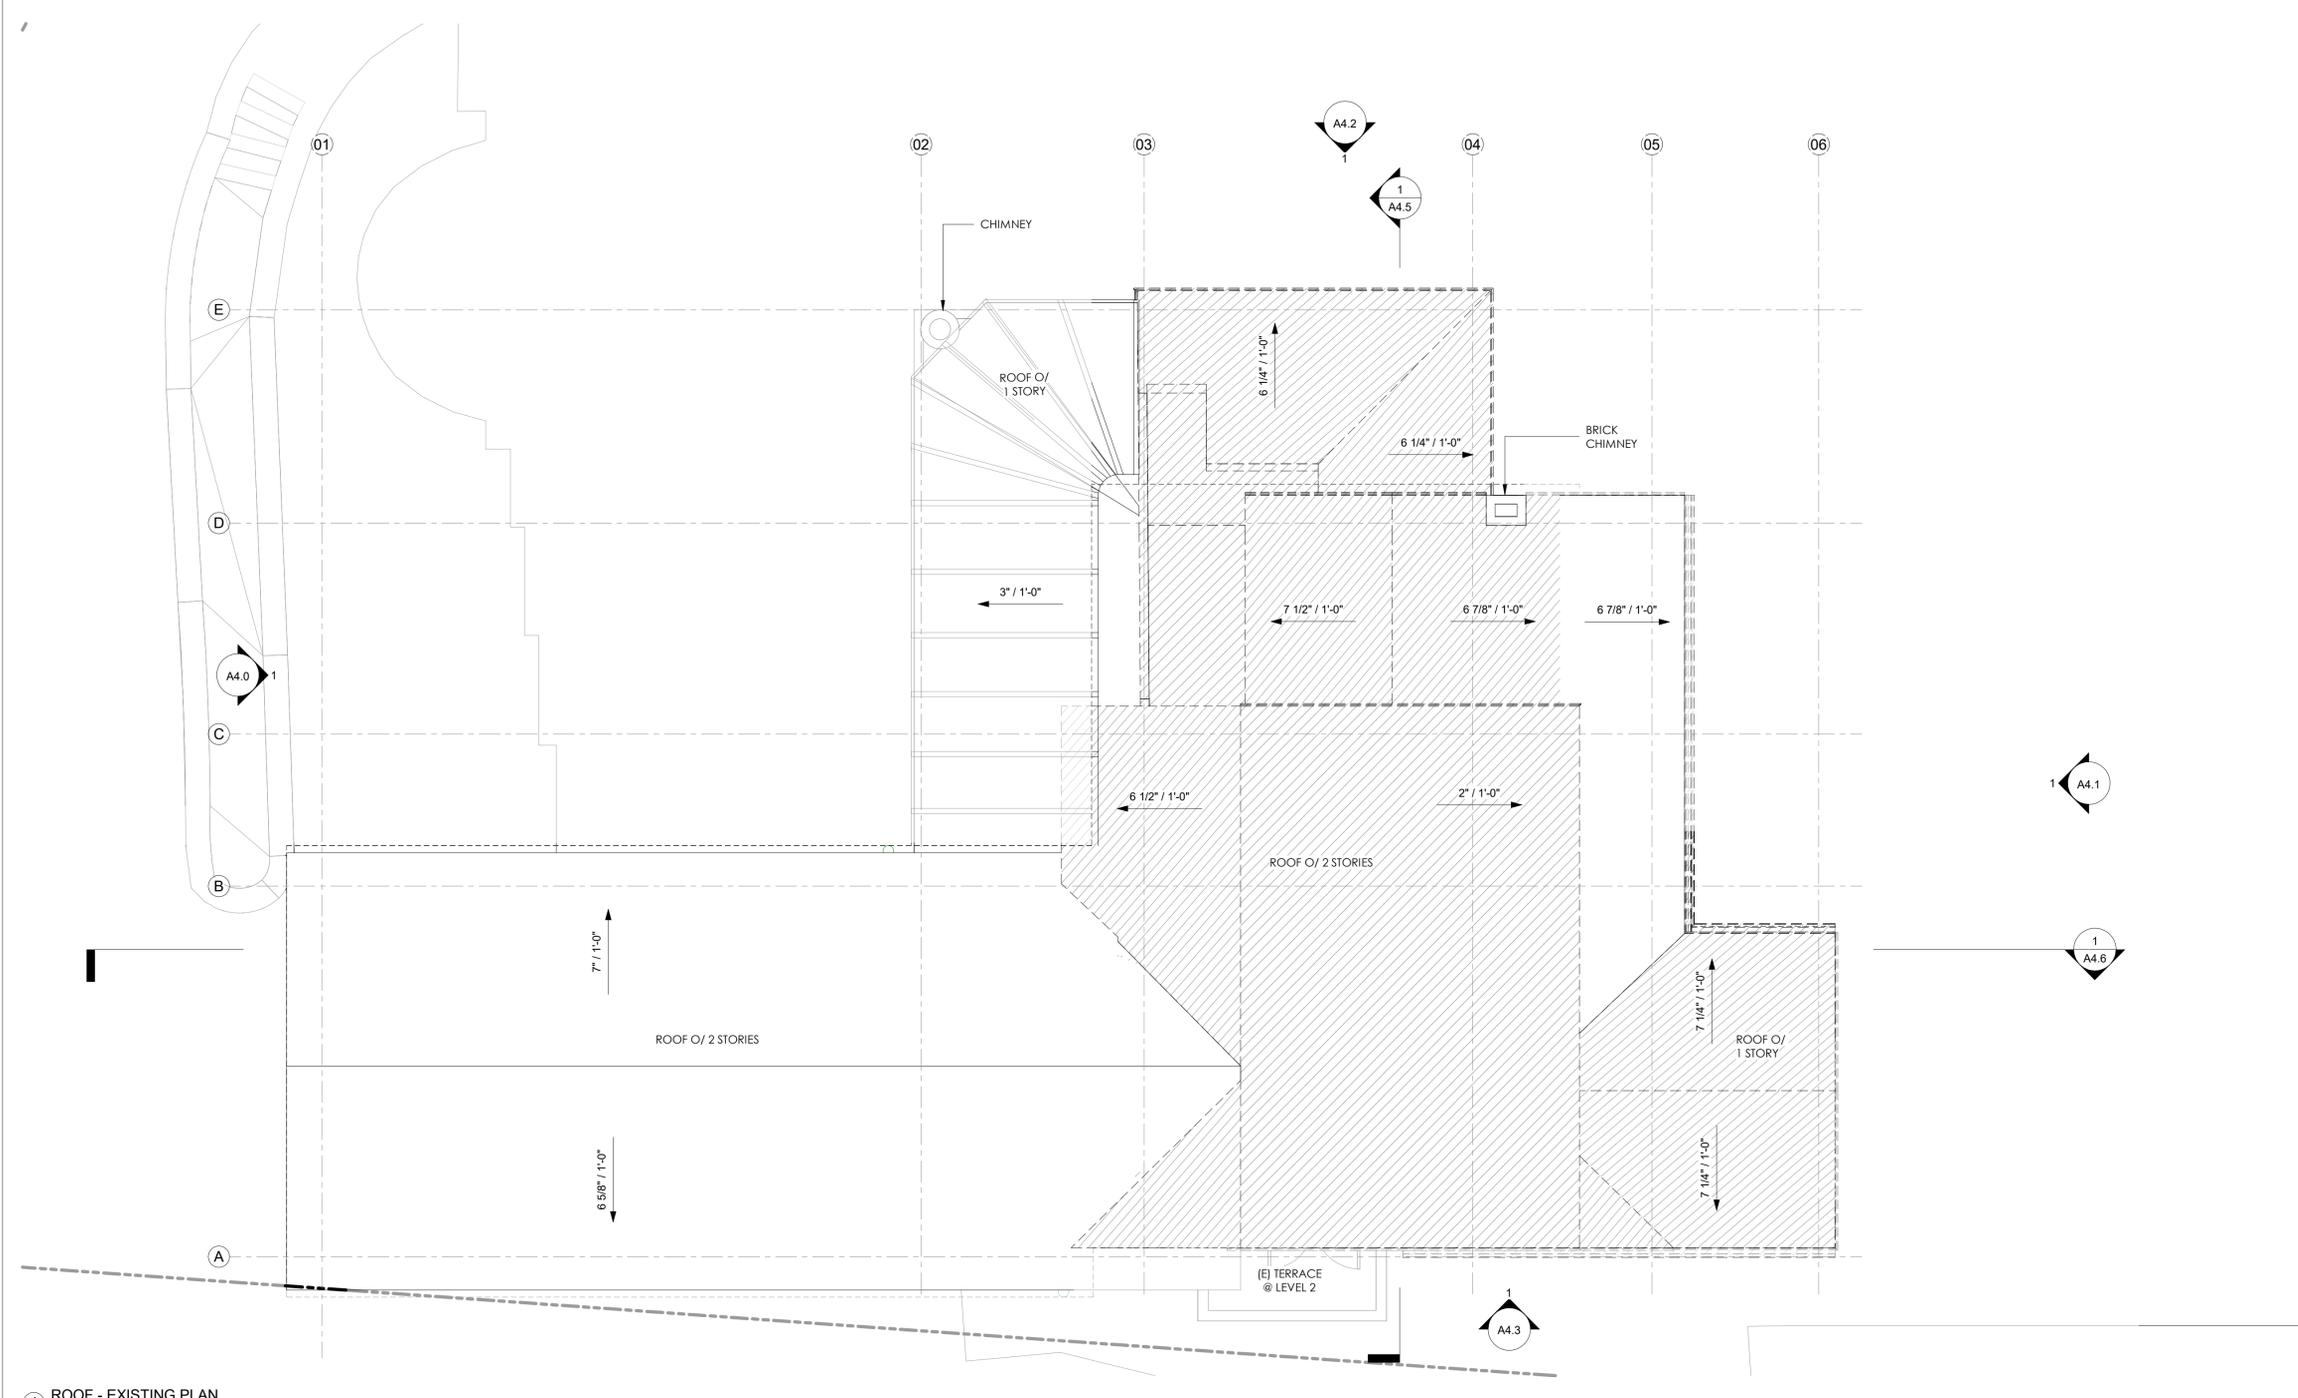 01
02
03
04
05
06
A4.2
1
1
A4.5
CHIMNEY
E
ROOF O/
1 STORY
6 1/4" / 1'-0"
6 1/4" / 1'-0"
BRICK
CHIMNEY
D
3" / 1'-0"
7 1/2" / 1'-0"
6 7/8" / 1'-0"
6 7/8" / 1'-0"
A4.0
1
C
6 1/2" / 1'-0"
2" / 1'-0"
1
A4.1
ROOF O/ 2 STORIES
B
7" / 1'-0"
1
A4.6
7 1/4" / 1'-0"
ROOF O/ 2 STORIES
ROOF O/
1 STORY
6 5/8" / 1'-0"
7 1/4" / 1'-0"
A
(E) TERRACE
@ LEVEL 2
1
A4.3
ROOF - EXISTING PLAN